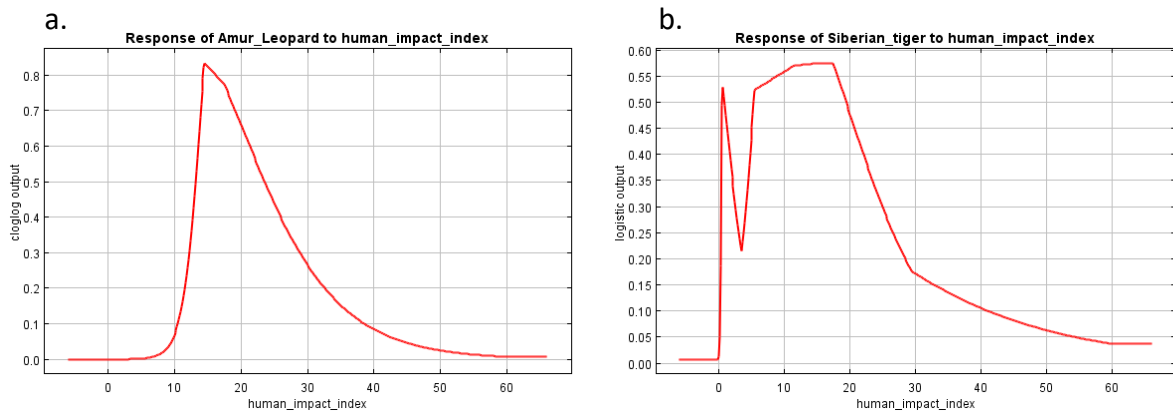 a.
Response of Amur_Leopard to human_impact_index
cloglog output
0.8
0.7
0.6
0.5
0.4
0.3
0.2
0.1
0.0
0 10 20 30 40 50 60
human_impact_index
b.
Response of Siberian_tiger to human_impact_index
logistic output
0.60
0.55
0.50
0.45
0.40
0.35
0.30
0.25
0.20
0.15
0.10
0.05
0.00
0 10 20 30 40 50 60
human_impact_index